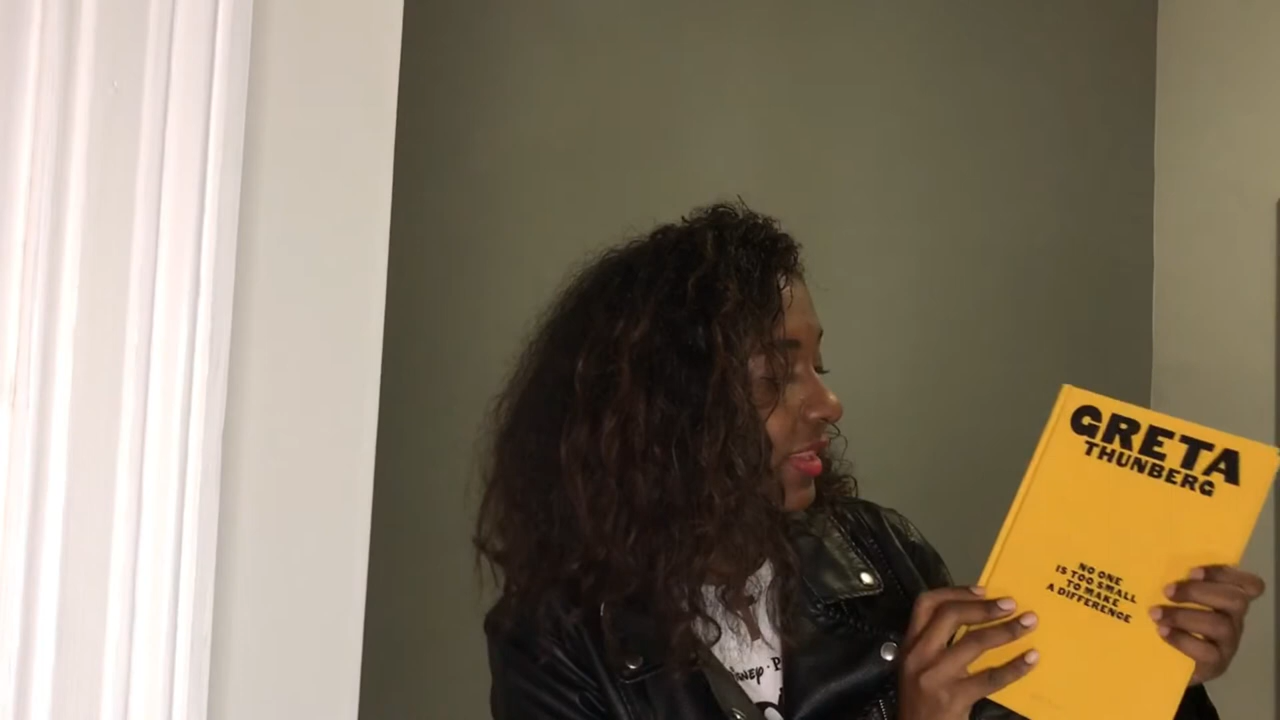 GRETA
THUNBERG
NO ONE
IS TOO SMALL
TO MAKE
A DIFFERENCE